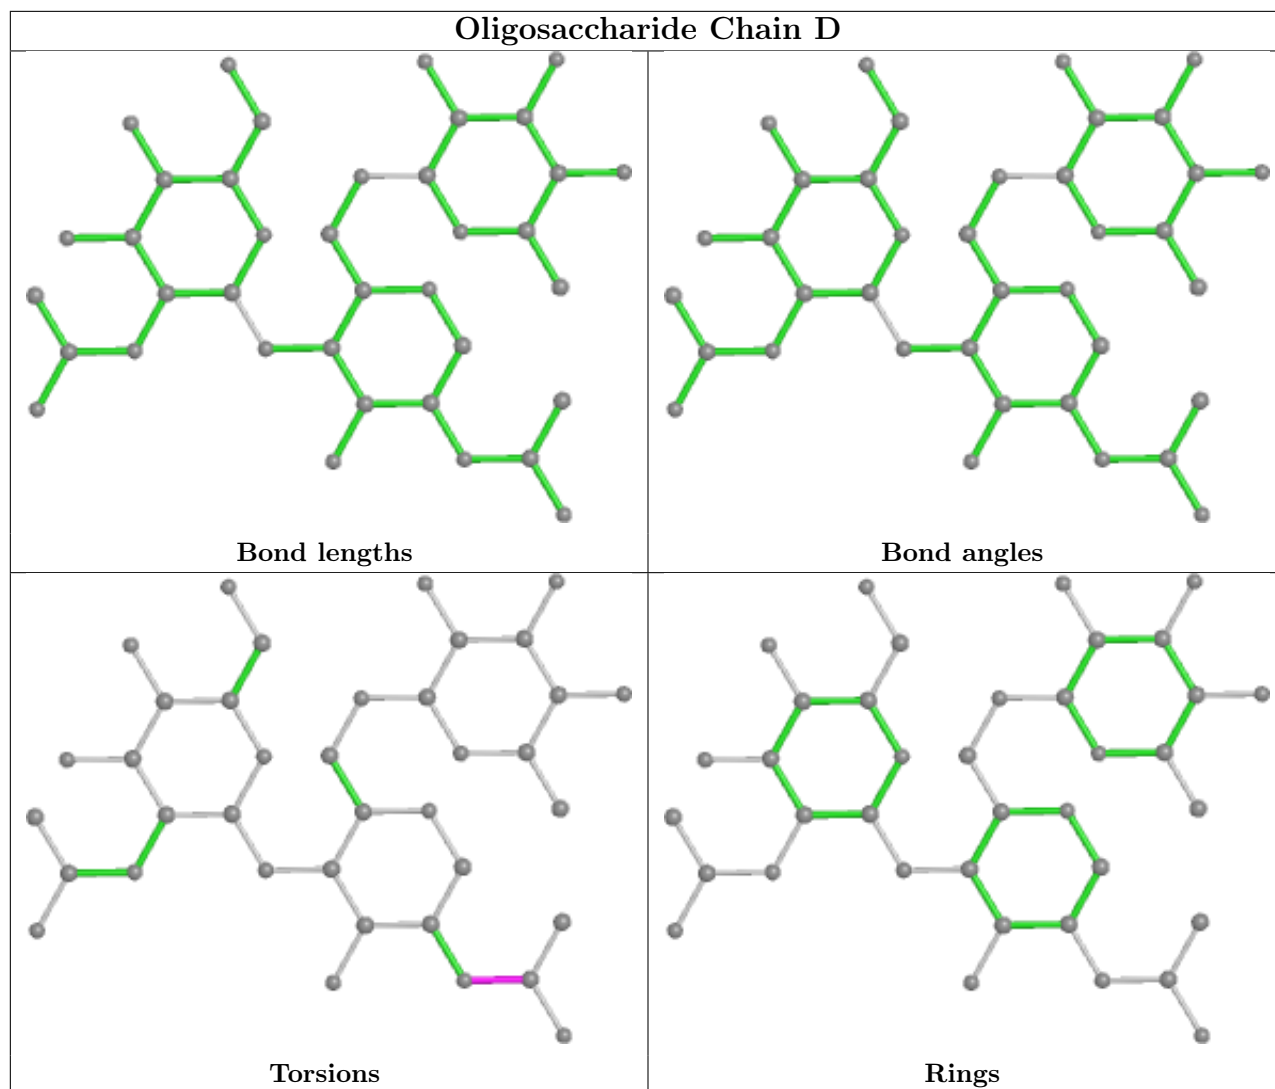 Oligosaccharide Chain D
Bond lengths
Bond angles
Torsions
Rings